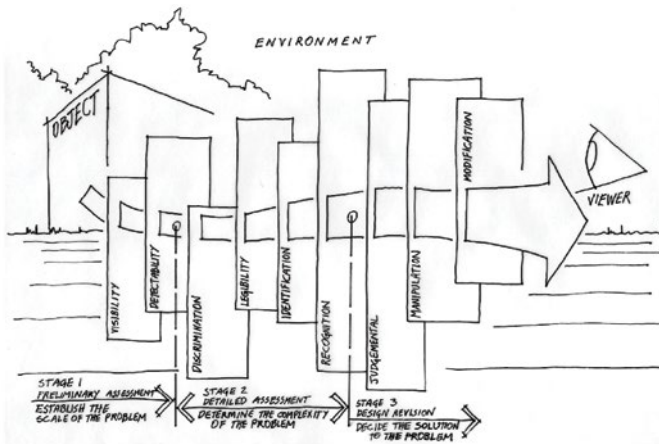 ENVIRONMENT
OBJECT
VISIBILITY
DETECTABILITY
DISCRIMINATION
LEGIBILITY
IDENTIFICATION
RECOGNITION
JUDGEMENTAL
MANIPULATION
MODIFICATION
VIEWER
STAGE 1
PRELIMINARY ASSESSMENT
ESTABLISH THE
SCALE OF THE PROBLEM
STAGE 2
DETAILED ASSESSMENT
DETERMINE THE COMPLEXITY
OF THE PROBLEM
STAGE 3
DESIGN REVISION
DECIDE THE SOLUTION
TO THE PROBLEM